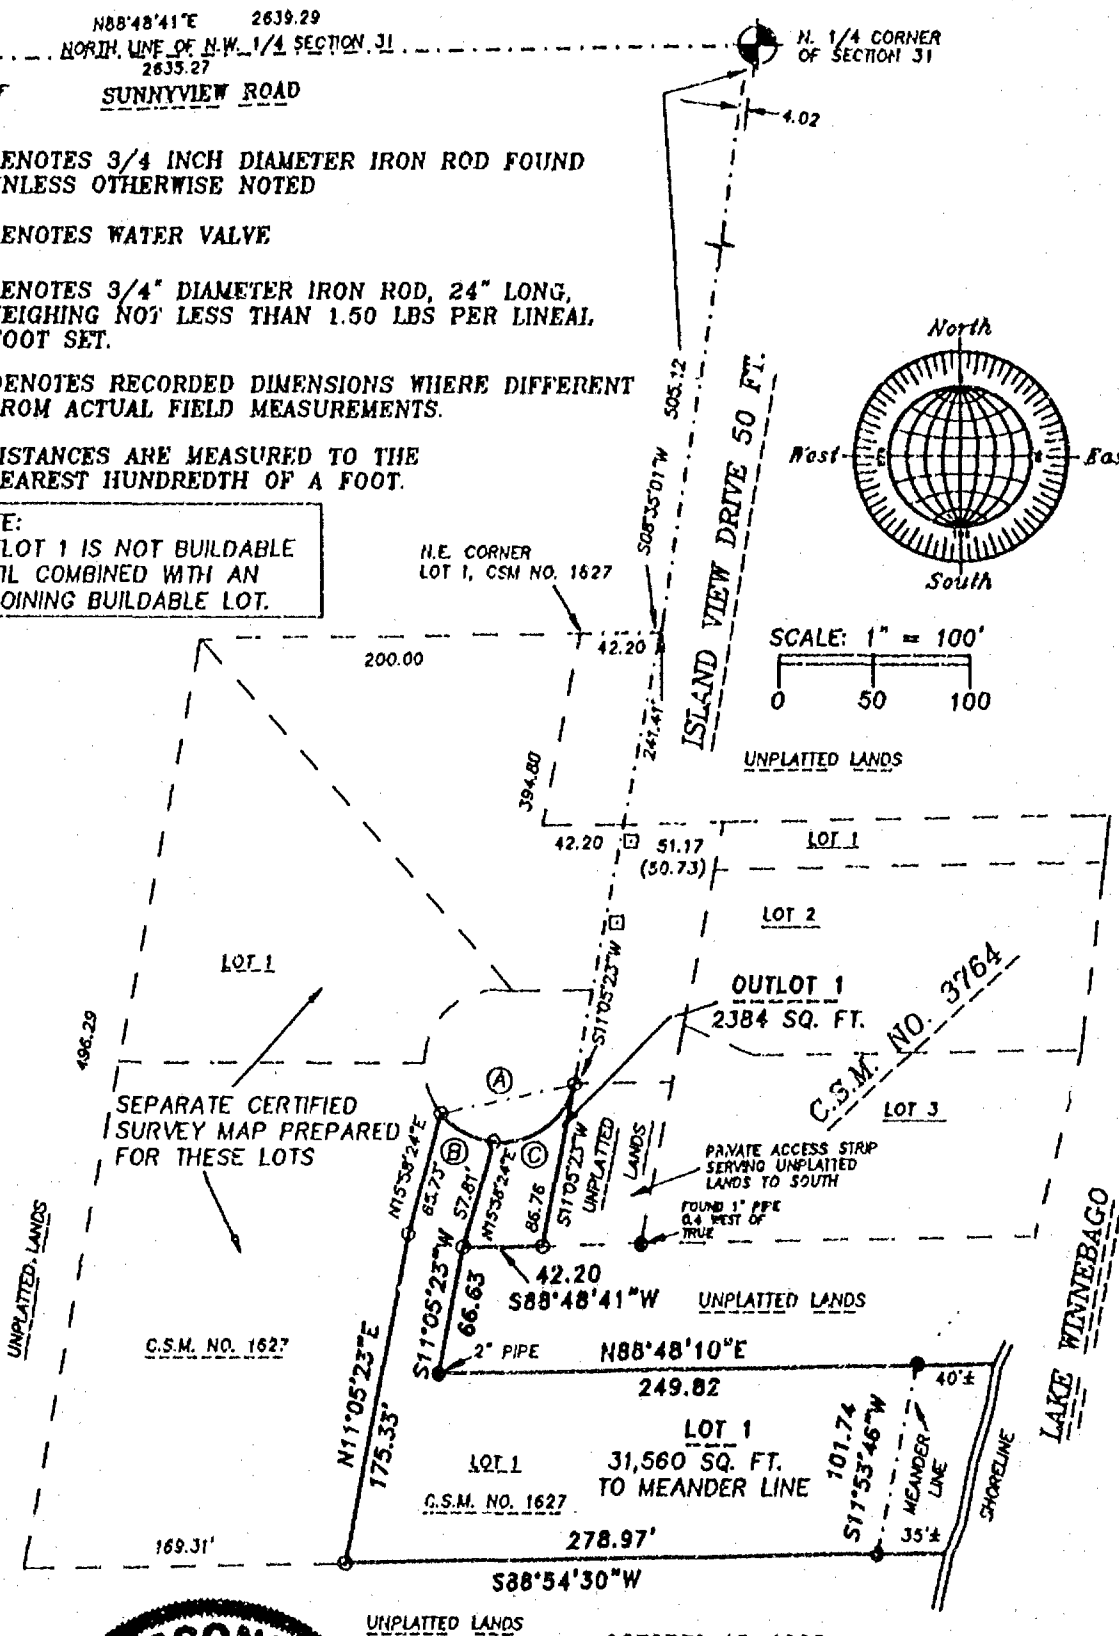 N88°48'41"E 2639.29
NORTH LINE OF N.W. 1/4 SECTION 31
2635.27
SUNNYVIEW ROAD
N. 1/4 CORNER
OF SECTION 31
4.02
ENOTES 3/4 INCH DIAMETER IRON ROD FOUND
NLESS OTHERWISE NOTED
ENOTES WATER VALVE
ENOTES 3/4" DIAMETER IRON ROD, 24" LONG,
EIGHING NOT LESS THAN 1.50 LBS PER LINEAL
OOT SET.
DENOTES RECORDED DIMENSIONS WHERE DIFFERENT
ROM ACTUAL FIELD MEASUREMENTS.
ISTANCES ARE MEASURED TO THE
EAREST HUNDREDTH OF A FOOT.
E:
LOT 1 IS NOT BUILDABLE
IL COMBINED WITH AN
OINING BUILDABLE LOT.
N.E. CORNER
LOT 1, CSM NO. 1627
S08°35'01"W 505.12
ISLAND VIEW DRIVE 50 FT.
North
West
Eas
South
SCALE: 1" = 100'
0 50 100
UNPLATTED LANDS
200.00
42.20
241.41'
394.80
42.20
51.17
(50.73)
LOT 1
LOT 2
LOT 1
OUTLOT 1
2384 SQ. FT.
C.S.M. NO. 3764
LOT 3
S11°05'23"W
496.29
SEPARATE CERTIFIED
SURVEY MAP PREPARED
FOR THESE LOTS
A
B
C
N15°58'24"E
65.73'
57.81'
N15°58'24"E
86.76
S11°05'23"W
UNPLATTED
LANDS
PRIVATE ACCESS STRIP
SERVING UNPLATTED
LANDS TO SOUTH
FOUND 1" PIPE
0.4 WEST OF
TRUE
UNPLATTED LANDS
42.20
S88°48'41"W
UNPLATTED LANDS
S11°05'23"W
66.63
C.S.M. NO. 1627
2" PIPE
N88°48'10"E
249.82
40'±
LAKE WINNEBAGO
N11°05'23"E
175.33'
LOT 1
C.S.M. NO. 1627
LOT 1
31,560 SQ. FT.
TO MEANDER LINE
101.74
S11°53'46"W
MEANDER
LINE
SHORELINE
35'±
169.31'
278.97'
S88°54'30"W
UNPLATTED LANDS